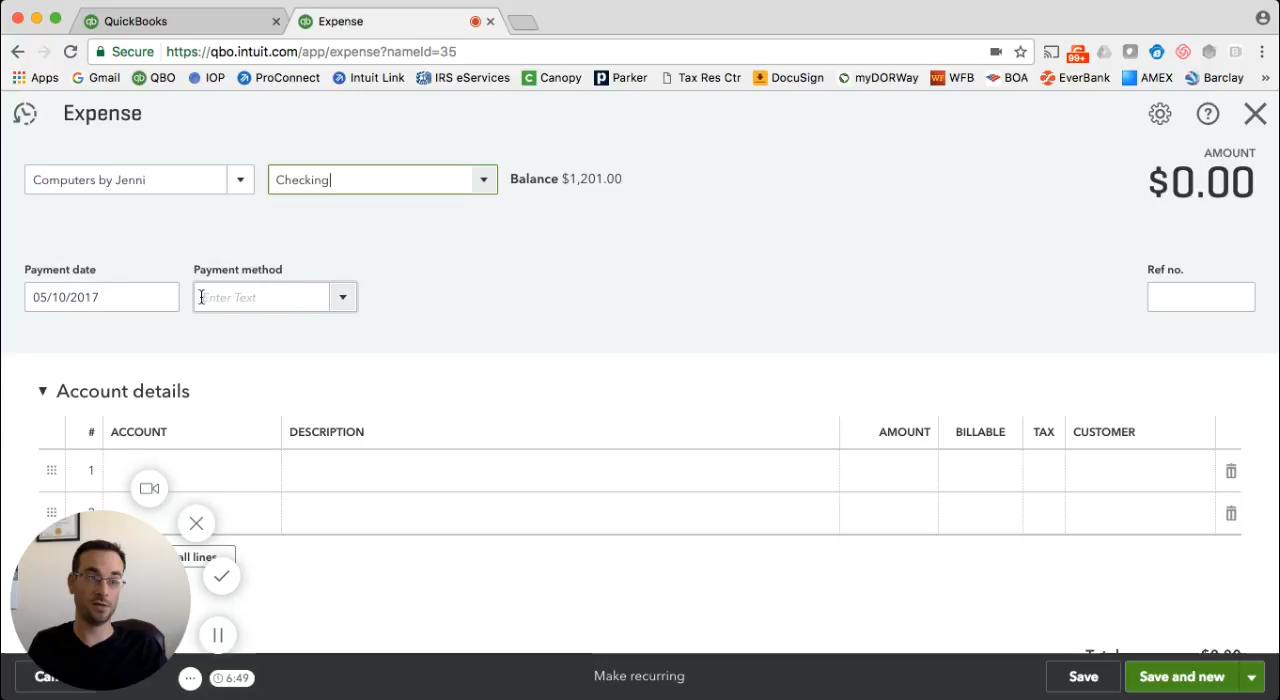 QuickBooks
Expense
Secure https://qbo.intuit.com/app/expense?nameId=35
99+
Apps Gmail QBO IOP ProConnect Intuit Link IRS eServices Canopy Parker Tax Res Ctr DocuSign myDORWay WFB BOA EverBank AMEX Barclay »
Expense
AMOUNT
$0.00
Computers by Jenni
Checking
Balance $1,201.00
Payment date
Payment method
Ref no.
05/10/2017
Enter Text
Account details
# ACCOUNT DESCRIPTION AMOUNT BILLABLE TAX CUSTOMER
1
all lines
6:49
Make recurring
Save
Save and new